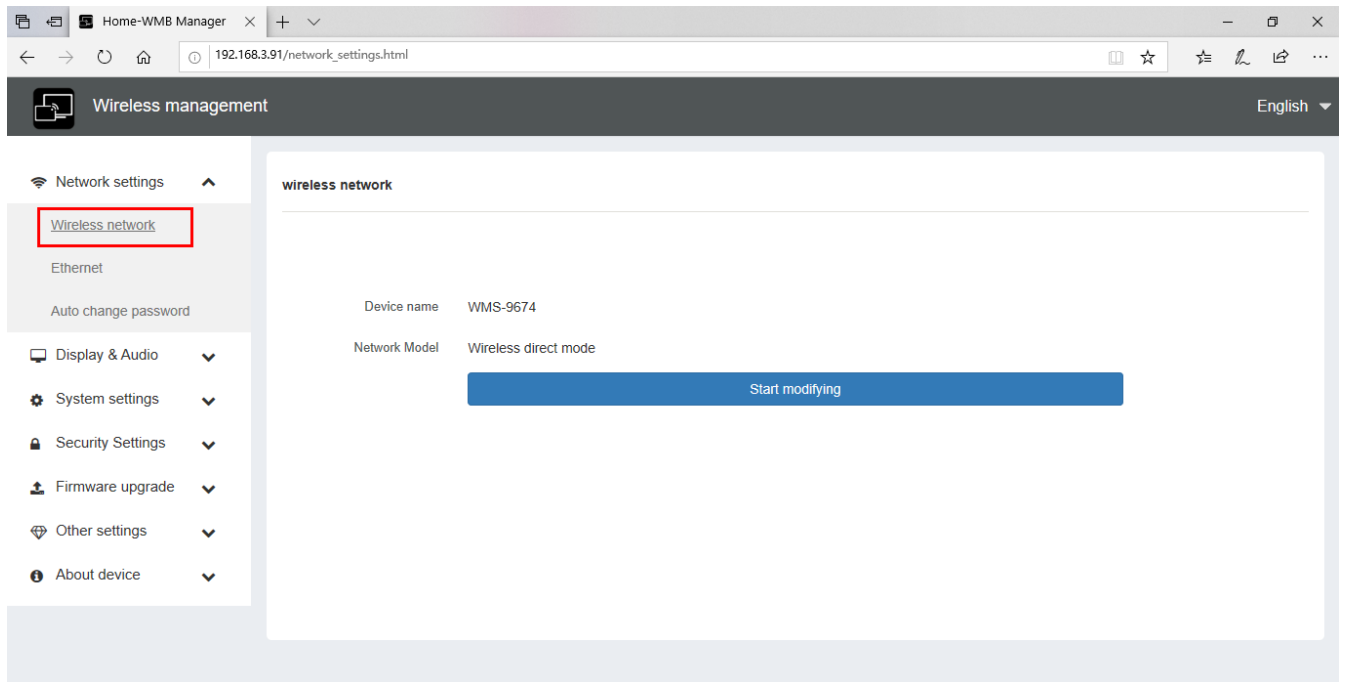 Home-WMB Manager
192.168.3.91/network_settings.html
Wireless management
English
Network settings
Wireless network
Ethernet
Auto change password
Display & Audio
System settings
Security Settings
Firmware upgrade
Other settings
About device
wireless network
Device name WMS-9674
Network Model Wireless direct mode
Start modifying